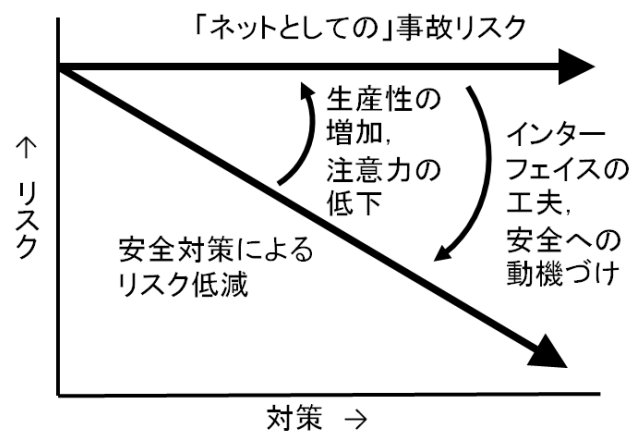 「ネットとしての」事故リスク
生産性の
増加,
注意力の
低下
インター
フェイスの
工夫,
安全への
動機づけ
↑ リスク
安全対策による
リスク低減
対策 →